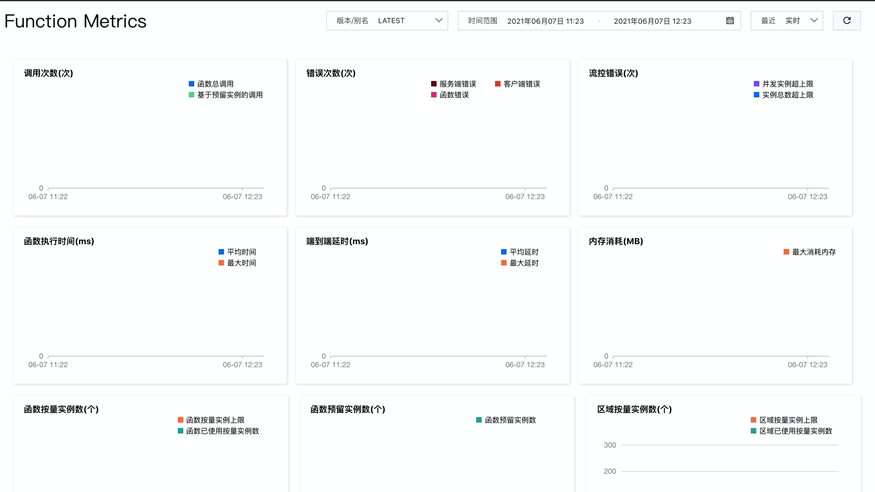 Function Metrics
版本/别名 LATEST
时间范围 2021年06月07日 11:23 - 2021年06月07日 12:23
最近 实时
调用次数(次)
函数总调用
基于预留实例的调用
0
06-07 11:22 06-07 12:23
错误次数(次)
服务端错误 客户端错误
函数错误
0
06-07 11:22 06-07 12:23
流控错误(次)
并发实例超上限
实例总数超上限
0
06-07 11:22 06-07 12:23
函数执行时间(ms)
平均时间
最大时间
0
06-07 11:22 06-07 12:23
端到端延时(ms)
平均延时
最大延时
0
06-07 11:22 06-07 12:23
内存消耗(MB)
最大消耗内存
0
06-07 11:22 06-07 12:23
函数按量实例数(个)
函数按量实例上限
函数已使用按量实例数
函数预留实例数(个)
函数预留实例数
区域按量实例数(个)
区域按量实例上限
区域已使用按量实例数
300
200